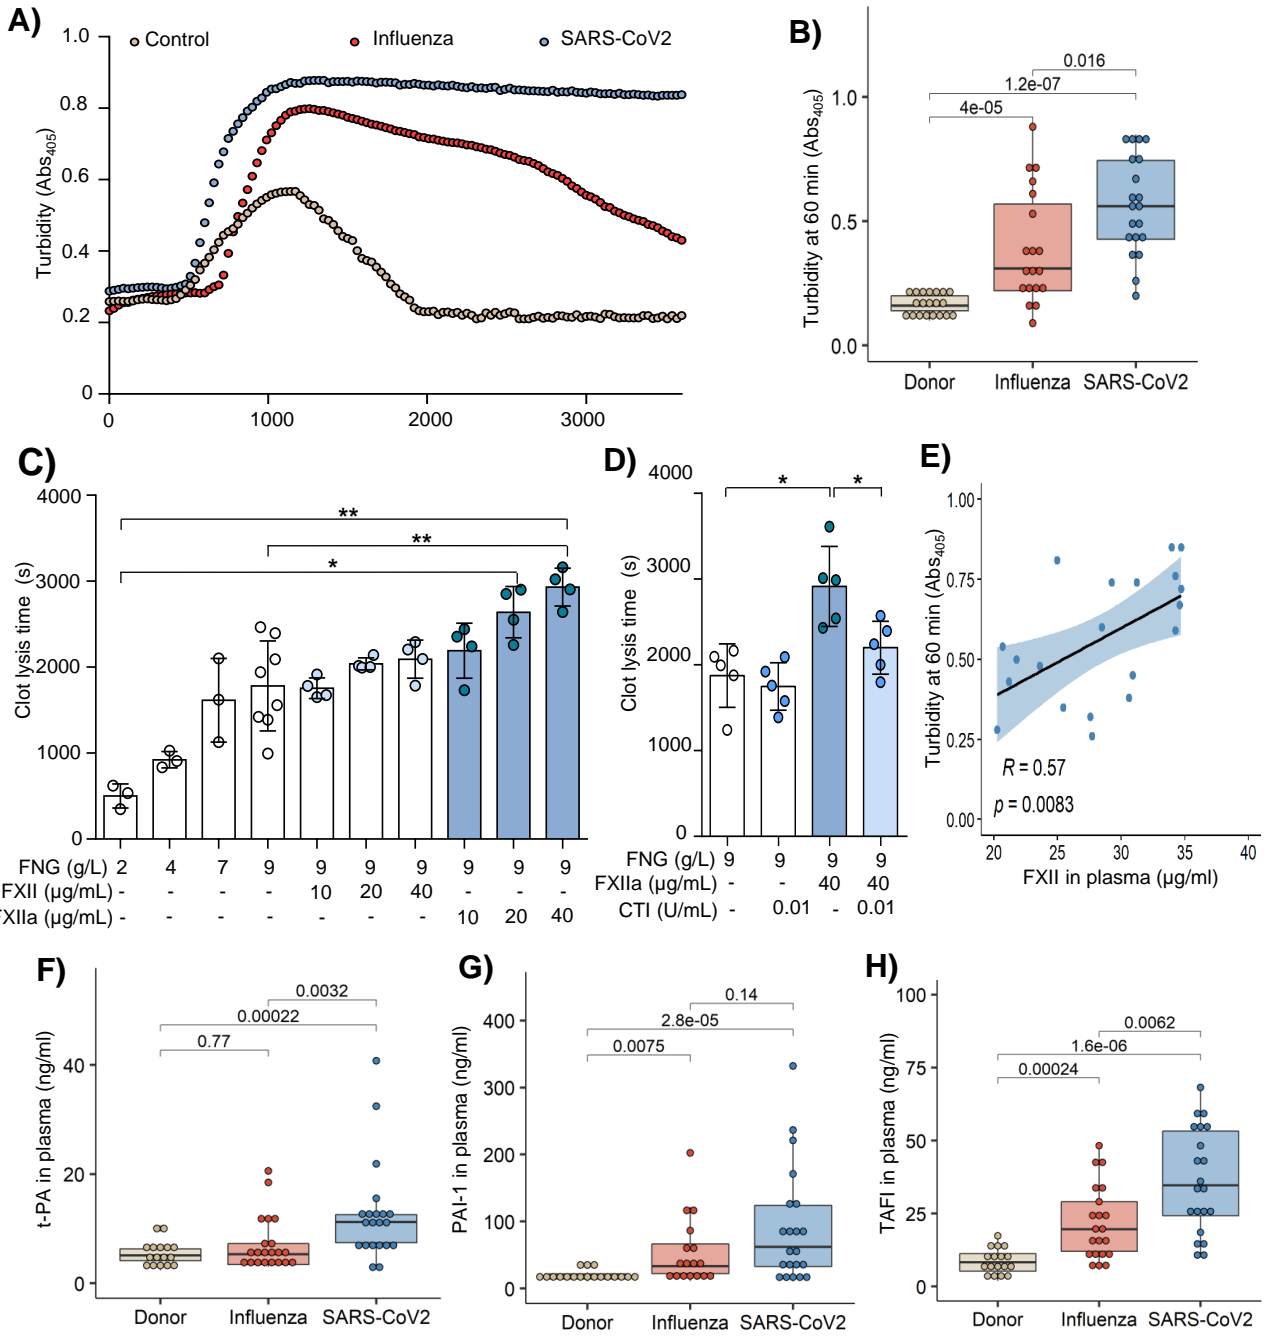 A)
Control
Influenza
SARS-CoV2
1.0
0.8
0.6
0.4
0.2
0
Turbidity (Abs405)
0 1000 2000 3000
B)
0.016
1.2e-07
4e-05
1.0
0.5
0.0
Turbidity at 60 min (Abs405)
Donor Influenza SARS-CoV2
C)
4000
3000
2000
1000
0
Clot lysis time (s)
**
**
*
FNG (g/L) 2 4 7 9 9 9 9 9 9 9
FXII (µg/mL) - - - - 10 20 40 - - -
FXIIa (µg/mL) - - - - - - - 10 20 40
D)
4000
3000
2000
1000
0
Clot lysis time (s)
* *
FNG (g/L) 9 9 9 9
FXIIa (µg/mL) - - 40 40
CTI (U/mL) - 0.01 - 0.01
E)
1.00
0.75
0.50
0.25
0.00
Turbidity at 60 min (Abs405)
R = 0.57
p = 0.0083
20 25 30 35 40
FXII in plasma (µg/ml)
F)
0.0032
0.00022
0.77
40
20
0
t-PA in plasma (ng/ml)
Donor Influenza SARS-CoV2
G)
0.14
2.8e-05
0.0075
400
300
200
100
0
PAI-1 in plasma (ng/ml)
Donor Influenza SARS-CoV2
H)
0.0062
1.6e-06
0.00024
100
75
50
25
0
TAFI in plasma (ng/ml)
Donor Influenza SARS-CoV2